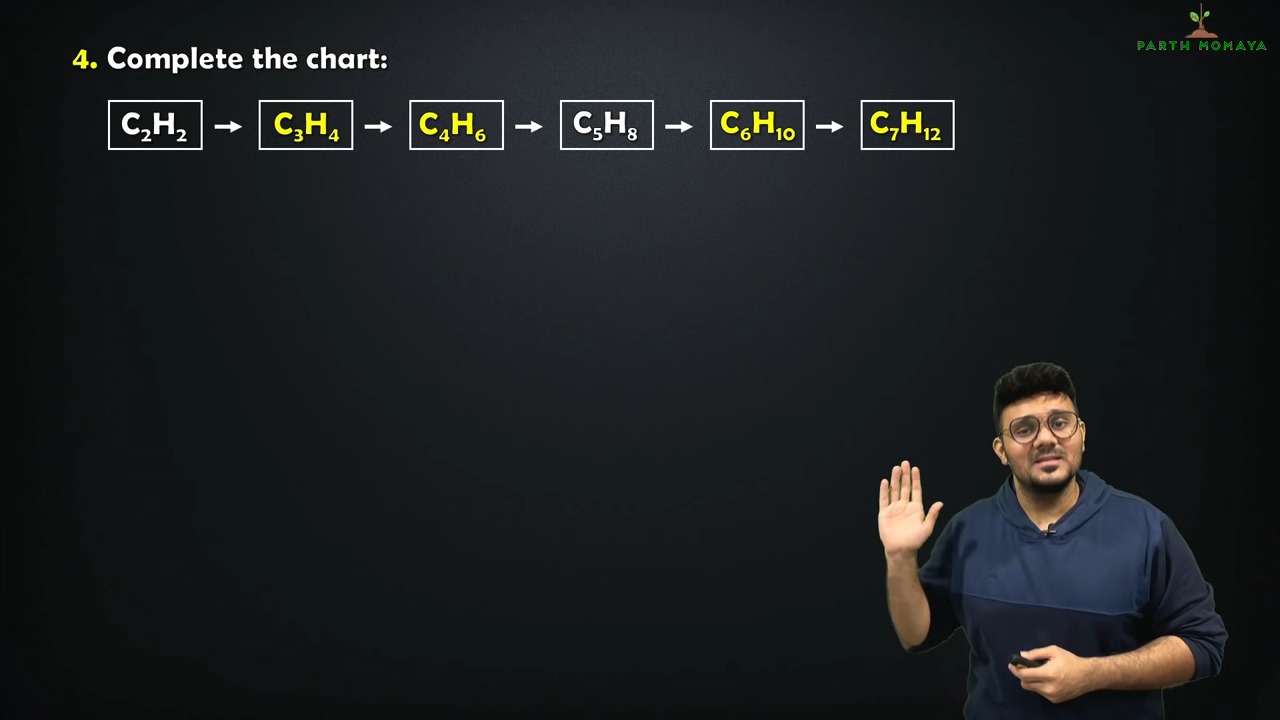 PARTH MOMAYA
4. Complete the chart:
C₂H₂ → C₃H₄ → C₄H₆ → C₅H₈ → C₆H₁₀ → C₇H₁₂